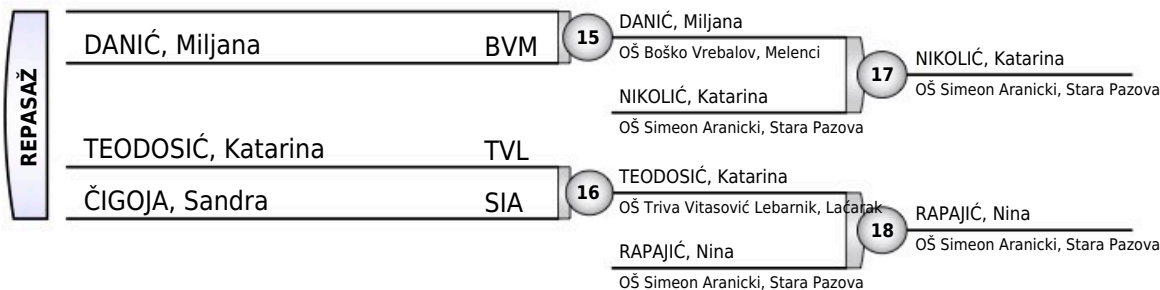 REPASAŽ
DANIĆ, Miljana BVM
TEODOSIĆ, Katarina TVL
ČIGOJA, Sandra SIA
15
DANIĆ, Miljana
OŠ Boško Vrebalov, Melenci
NIKOLIĆ, Katarina
OŠ Simeon Aranicki, Stara Pazova
16
TEODOSIĆ, Katarina
OŠ Triva Vitasović Lebarnik, Laćarak
RAPAJIĆ, Nina
OŠ Simeon Aranicki, Stara Pazova
17
NIKOLIĆ, Katarina
OŠ Simeon Aranicki, Stara Pazova
18
RAPAJIĆ, Nina
OŠ Simeon Aranicki, Stara Pazova